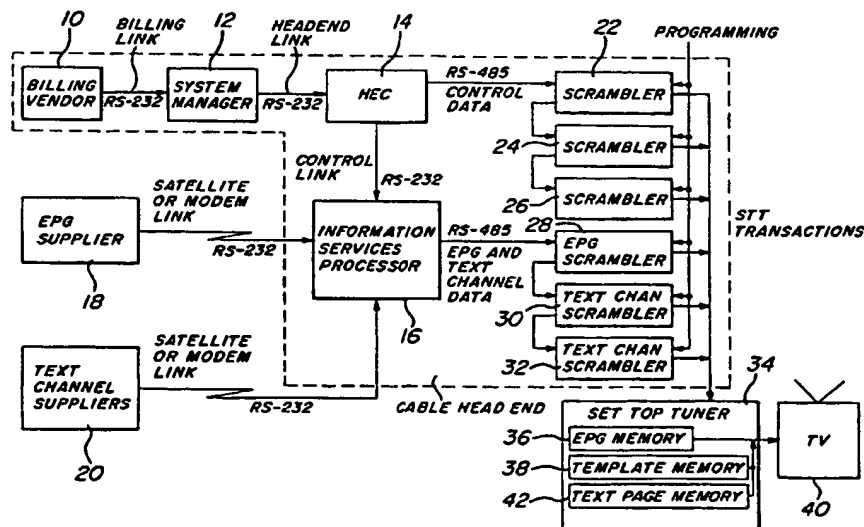 10
BILLING LINK
12
HEADEND LINK
14
PROGRAMMING
22
BILLING VENDOR
RS-232
SYSTEM MANAGER
RS-232
HEC
RS-485
CONTROL DATA
SCRAMBLER
24
SCRAMBLER
26
SCRAMBLER
CONTROL LINK
RS-232
STT TRANSACTIONS
SATELLITE OR MODEM LINK
EPG SUPPLIER
18
RS-232
INFORMATION SERVICES PROCESSOR
16
RS-485
EPG AND TEXT CHANNEL DATA
28
EPG SCRAMBLER
30
TEXT CHAN SCRAMBLER
32
TEXT CHAN SCRAMBLER
SATELLITE OR MODEM LINK
TEXT CHANNEL SUPPLIERS
20
RS-232
CABLE HEAD END
34
SET TOP TUNER
36
EPG MEMORY
38
TEMPLATE MEMORY
42
TEXT PAGE MEMORY
TV
40